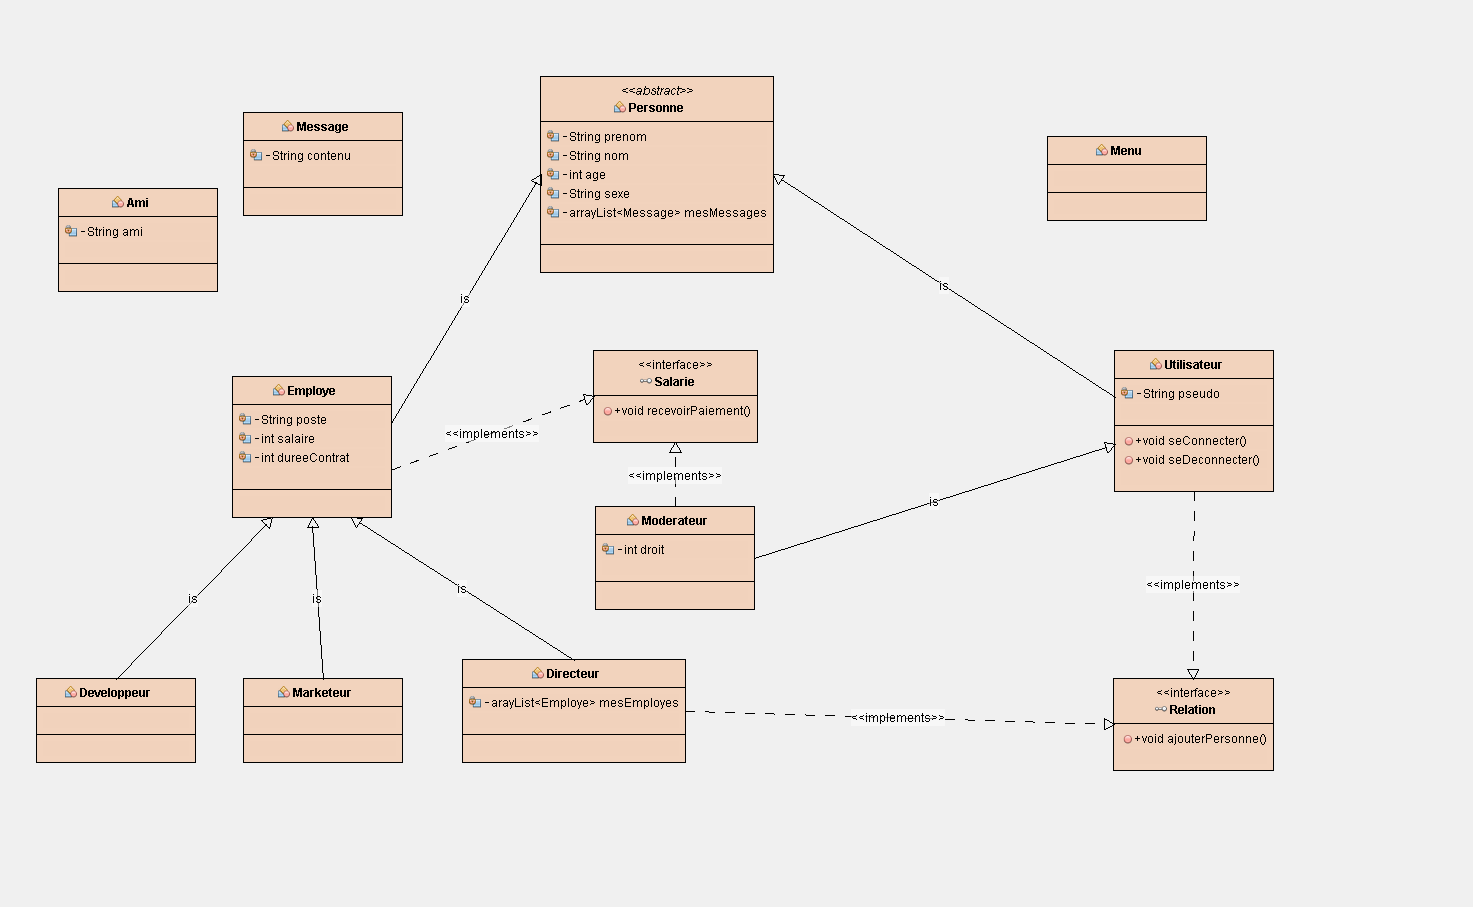 <<abstract>>
Personne
-String prenom
-String nom
-int age
-String sexe
-arrayList<Message> mesMessages
Message
-String contenu
Menu
Ami
-String ami
is
is
<<interface>>
Salarie
+void recevoirPaiement()
Utilisateur
-String pseudo
+void seConnecter()
+void seDeconnecter()
Employe
-String poste
-int salaire
-int dureeContrat
<<implements>>
<<implements>>
is
Moderateur
-int droit
<<implements>>
is
is
is
Developpeur
Marketeur
Directeur
-arayList<Employe> mesEmployes
<<implements>>
<<interface>>
Relation
+void ajouterPersonne()